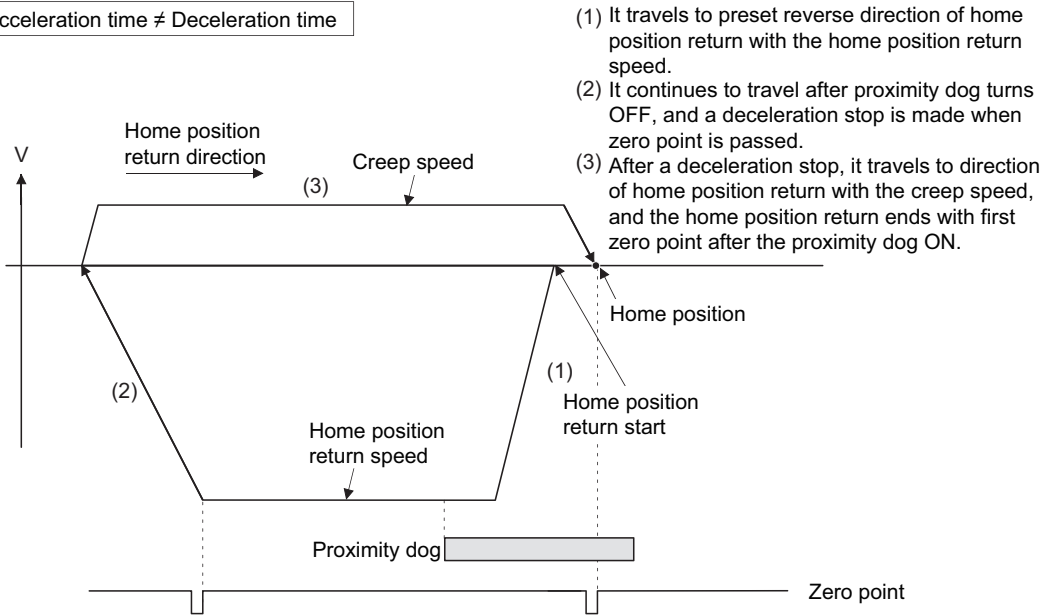 cceleration time ≠ Deceleration time
(1) It travels to preset reverse direction of home
position return with the home position return
speed.
(2) It continues to travel after proximity dog turns
OFF, and a deceleration stop is made when
zero point is passed.
(3) After a deceleration stop, it travels to direction
of home position return with the creep speed,
and the home position return ends with first
zero point after the proximity dog ON.
V
Home position
return direction
(3)
Creep speed
Home position
(1)
(2)
Home position
return start
Home position
return speed
Proximity dog
Zero point